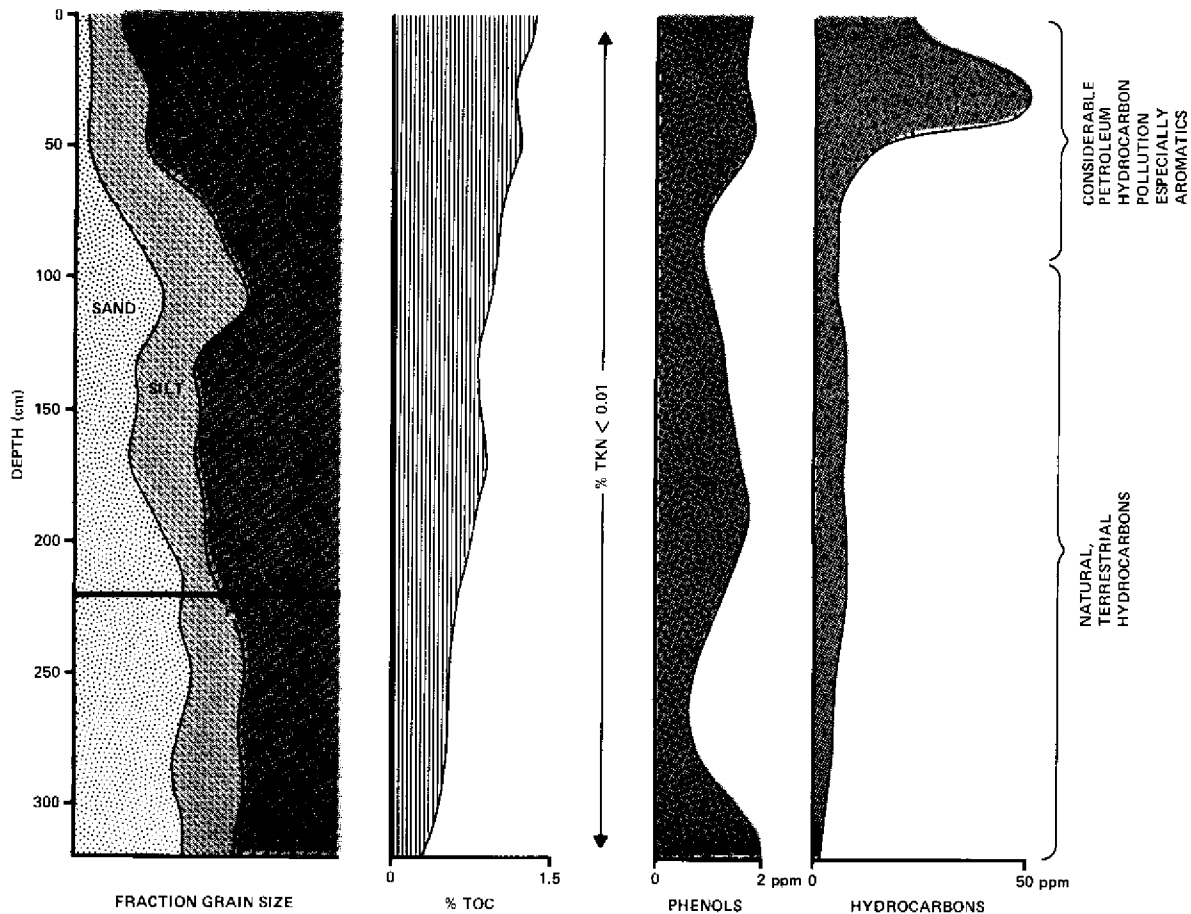 0
50
100
150
200
250
300
DEPTH (cm)
SAND
SILT
FRACTION GRAIN SIZE
0
1.5
% TOC
% TKN < 0.01
0
2 ppm
PHENOLS
0
50 ppm
HYDROCARBONS
CONSIDERABLE
PETROLEUM
HYDROCARBON
POLLUTION
ESPECIALLY
AROMATICS
NATURAL,
TERRESTRIAL
HYDROCARBONS